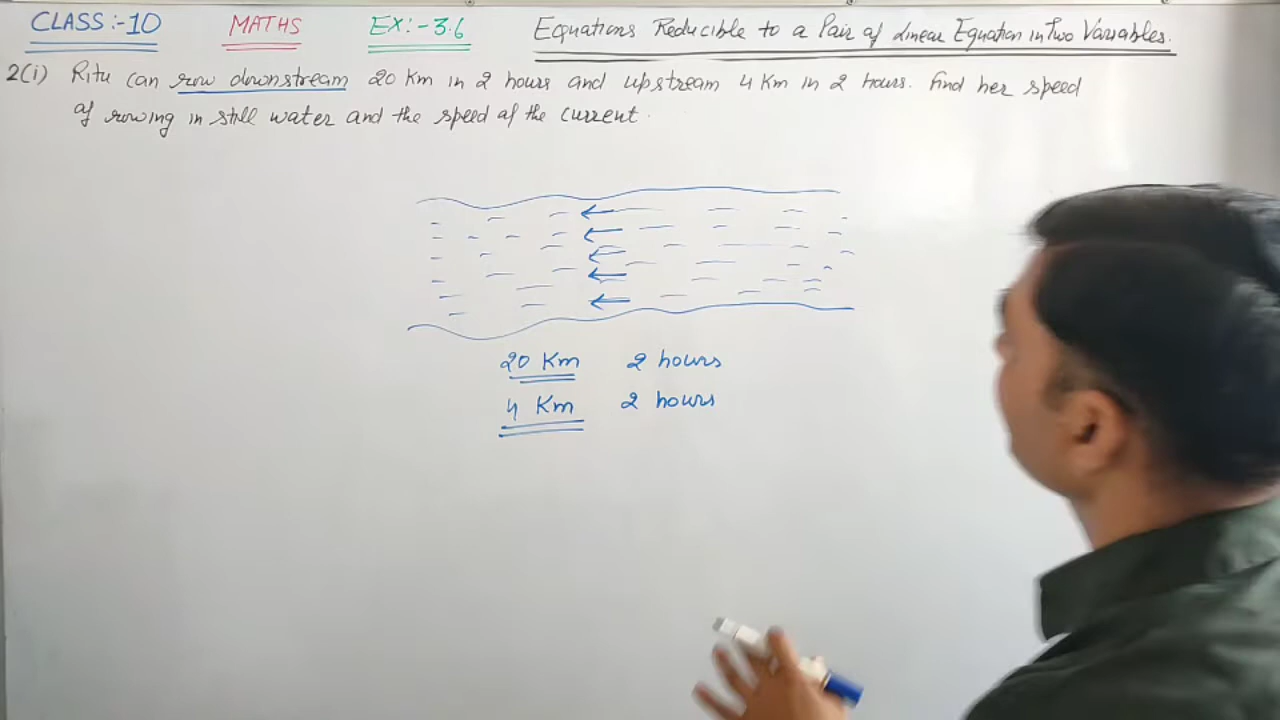 CLASS:-10 MATHS EX:-3.6 Equations Reducible to a Pair of Linear Equation in Two Variables.
2(i) Ritu can row downstream 20 Km in 2 hours and upstream 4 Km in 2 hours. Find her speed
of rowing in still water and the speed of the current.
20 Km 2 hours
4 Km 2 hours